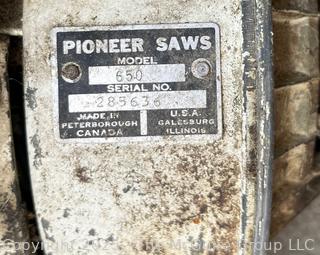 PIONEER SAWS
MODEL
650
SERIAL NO.
285636
MADE IN
PETERBOROUGH
CANADA
U.S.A.
GALESBURG
ILLINOIS